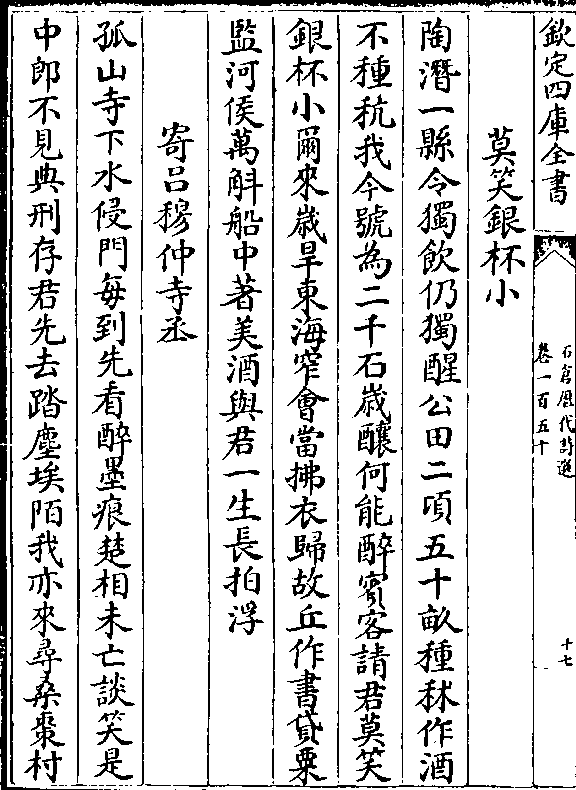 欽定四庫全書
石倉歷代詩選
卷一百五十
十七
莫笑銀杯小
陶潛一縣令獨飲仍獨醒公田二頃五十畝種秫作酒
不種秔我今號為二千石歲釀何能醉賓客請君莫笑
銀杯小爾來歲旱東海窄會當拂衣歸故丘作書貸粟
監河侯萬斛船中著美酒與君一生長拍浮
寄呂穆仲寺丞
孤山寺下水侵門每到先看醉墨痕楚相未亡談笑是
中郎不見典刑存君先去踏塵埃陌我亦來尋桑棗村